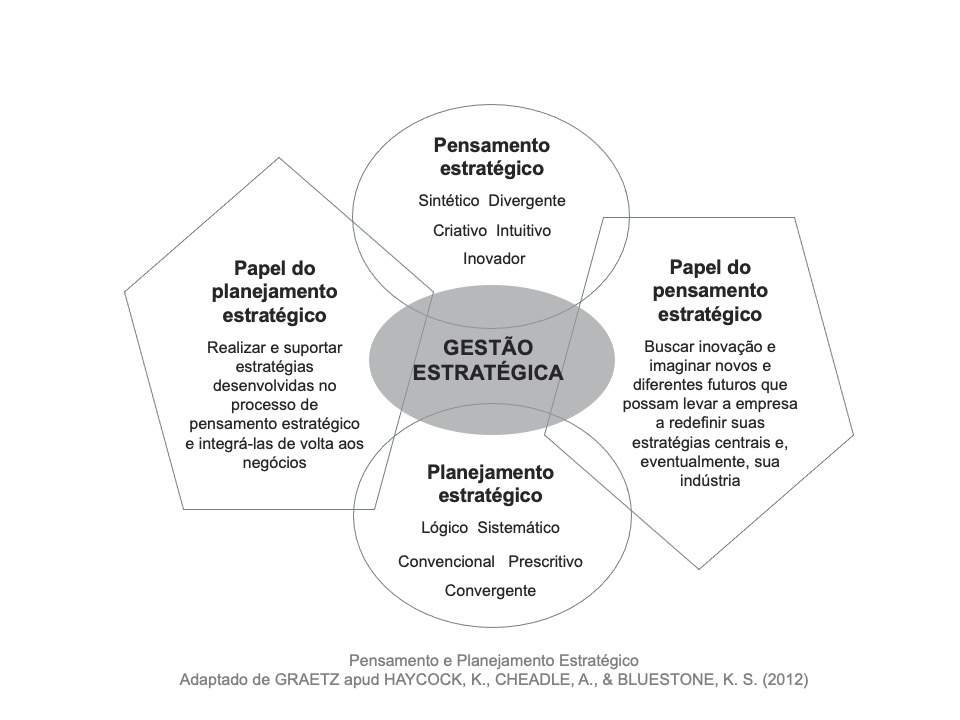 Pensamento
estratégico
Sintético  Divergente
Criativo  Intuitivo
Inovador
Papel do
planejamento
estratégico
Realizar e suportar
estratégias
desenvolvidas no
processo de
pensamento estratégico
e integrá-las de volta aos
negócios
GESTÃO
ESTRATÉGICA
Papel do
pensamento
estratégico
Buscar inovação e
imaginar novos e
diferentes futuros que
possam levar a empresa
a redefinir suas
estratégias centrais e,
eventualmente, sua
indústria
Planejamento
estratégico
Lógico  Sistemático
Convencional  Prescritivo
Convergente
Pensamento e Planejamento Estratégico
Adaptado de GRAETZ apud HAYCOCK, K., CHEADLE, A., & BLUESTONE, K. S. (2012)